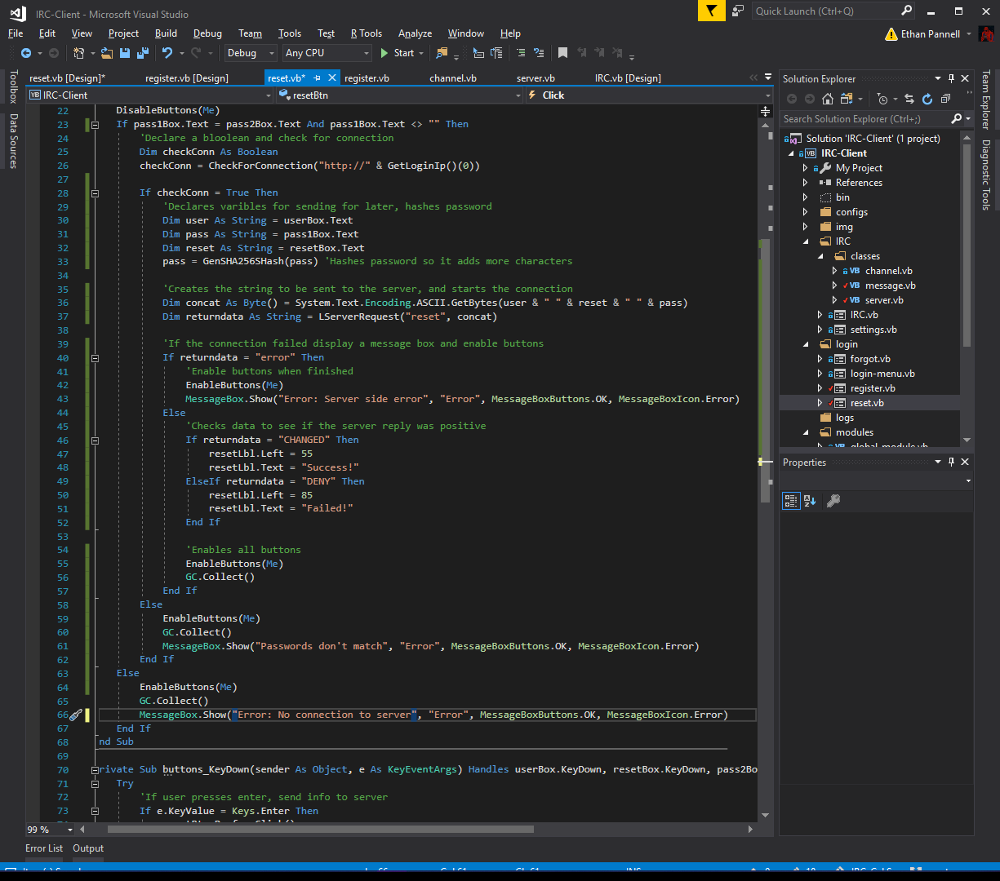 IRC-Client - Microsoft Visual Studio
Quick Launch (Ctrl+Q)
File Edit View Project Build Debug Team Tools Test R Tools Analyze Window Help
Ethan Pannell
Debug Any CPU Start
Toolbox
Data Sources
reset.vb [Design]* register.vb [Design] reset.vb* register.vb channel.vb server.vb IRC.vb [Design]
VB IRC-Client resetBtn Click
22 DisableButtons(Me)
23 If pass1Box.Text = pass2Box.Text And pass1Box.Text <> "" Then
24 'Declare a bloolean and check for connection
25 Dim checkConn As Boolean
26 checkConn = CheckForConnection("http://" & GetLoginIp()(0))
27
28 If checkConn = True Then
29 'Declares varibles for sending for later, hashes password
30 Dim user As String = userBox.Text
31 Dim pass As String = pass1Box.Text
32 Dim reset As String = resetBox.Text
33 pass = GenSHA256SHash(pass) 'Hashes password so it adds more characters
34
35 'Creates the string to be sent to the server, and starts the connection
36 Dim concat As Byte() = System.Text.Encoding.ASCII.GetBytes(user & " " & reset & " " & pass)
37 Dim returndata As String = LServerRequest("reset", concat)
38
39 'If the connection failed display a message box and enable buttons
40 If returndata = "error" Then
41 'Enable buttons when finished
42 EnableButtons(Me)
43 MessageBox.Show("Error: Server side error", "Error", MessageBoxButtons.OK, MessageBoxIcon.Error)
44 Else
45 'Checks data to see if the server reply was positive
46 If returndata = "CHANGED" Then
47 resetLbl.Left = 55
48 resetLbl.Text = "Success!"
49 ElseIf returndata = "DENY" Then
50 resetLbl.Left = 85
51 resetLbl.Text = "Failed!"
52 End If
53
54 'Enables all buttons
55 EnableButtons(Me)
56 GC.Collect()
57 End If
58 Else
59 EnableButtons(Me)
60 GC.Collect()
61 MessageBox.Show("Passwords don't match", "Error", MessageBoxButtons.OK, MessageBoxIcon.Error)
62 End If
63 Else
64 EnableButtons(Me)
65 GC.Collect()
66 MessageBox.Show("Error: No connection to server", "Error", MessageBoxButtons.OK, MessageBoxIcon.Error)
67 End If
68 nd Sub
69
70 rivate Sub buttons_KeyDown(sender As Object, e As KeyEventArgs) Handles userBox.KeyDown, resetBox.KeyDown, pass2Bo
71 Try
72 'If user presses enter, send info to server
73 If e.KeyValue = Keys.Enter Then
99 %
Error List Output
Solution Explorer
Search Solution Explorer (Ctrl+;)
Solution 'IRC-Client' (1 project)
VB IRC-Client
My Project
References
bin
configs
img
IRC
classes
VB channel.vb
VB message.vb
VB server.vb
IRC.vb
settings.vb
login
forgot.vb
login-menu.vb
register.vb
reset.vb
logs
modules
VB global_module.vb
Properties
Team Explorer
Diagnostic Tools